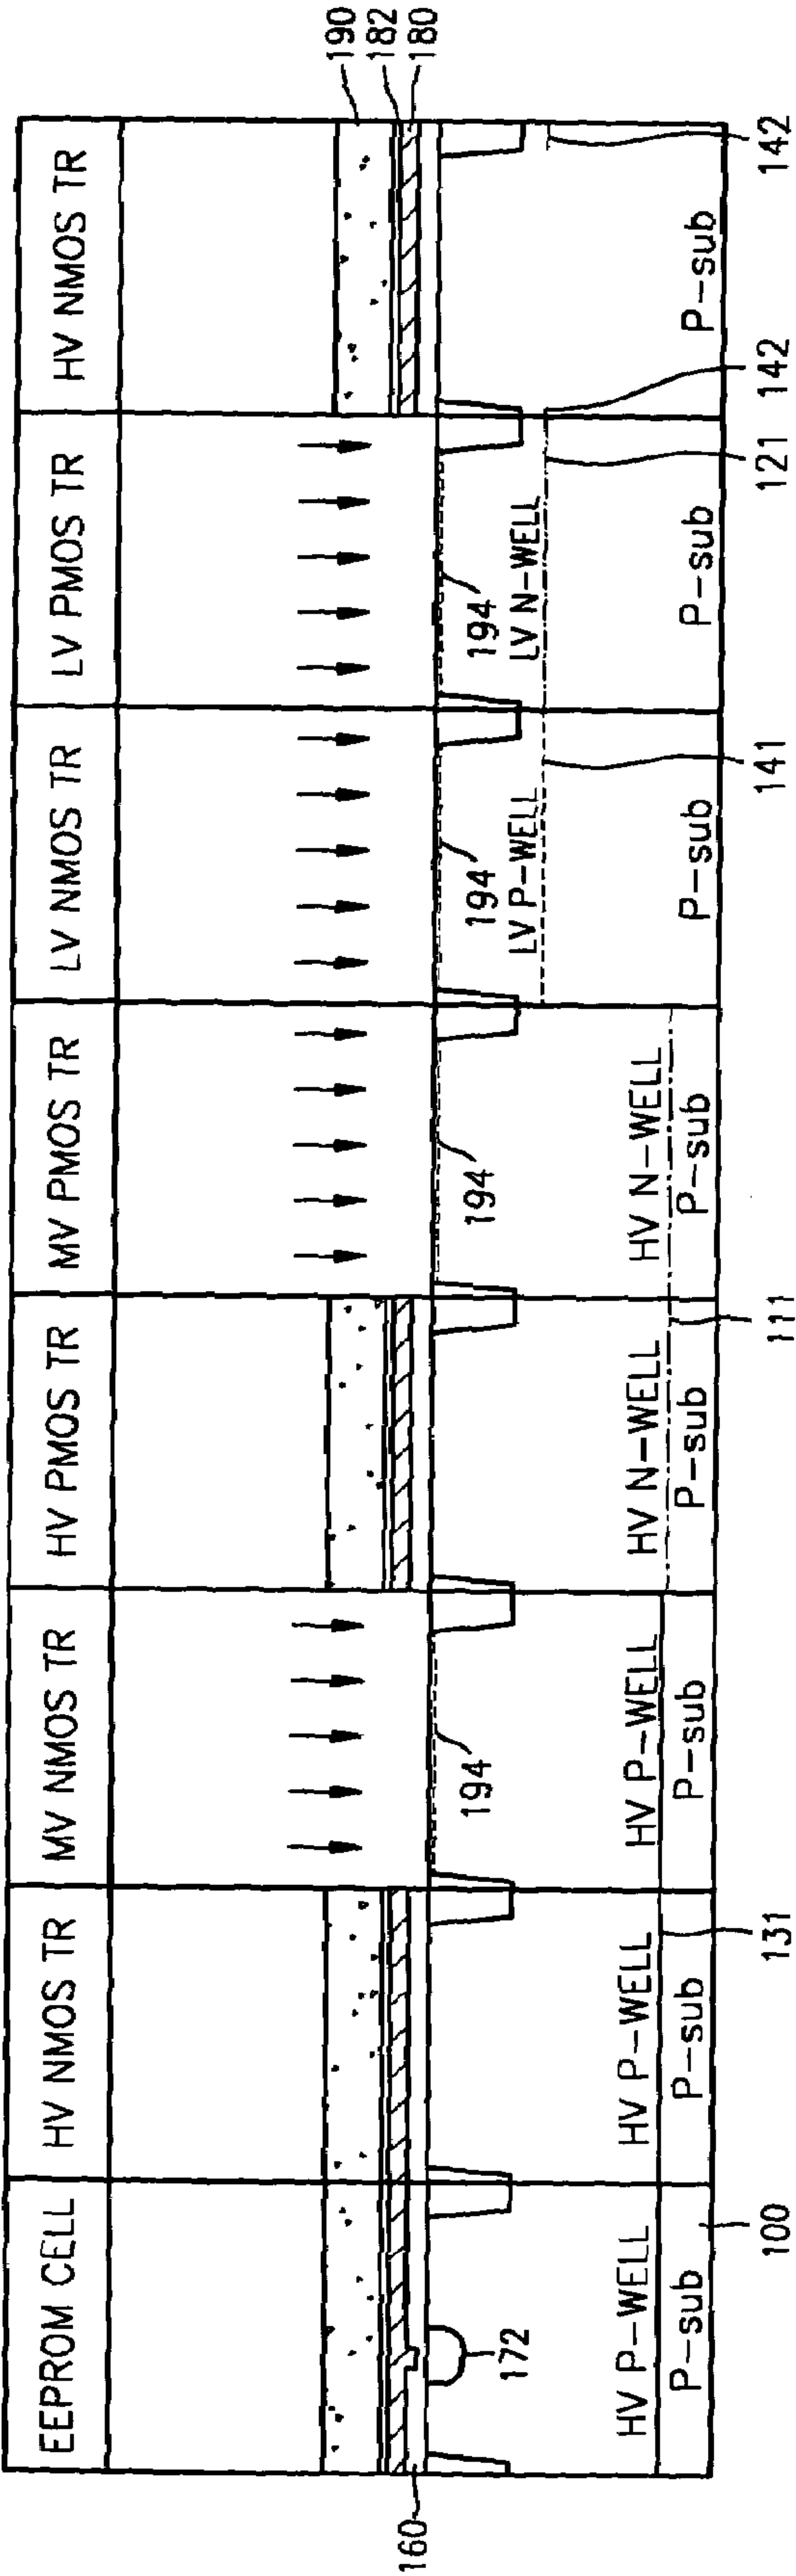 EEPROM CELL
HV NMOS TR
MV NMOS TR
HV PMOS TR
MV PMOS TR
LV NMOS TR
LV PMOS TR
HV NMOS TR
190
182
180
160
172
194
194
194
194
LV P-WELL
LV N-WELL
HV P-WELL
HV P-WELL
HV P-WELL
HV N-WELL
HV N-WELL
P-sub
P-sub
P-sub
P-sub
P-sub
P-sub
P-sub
P-sub
100
131
111
141
121
142
142